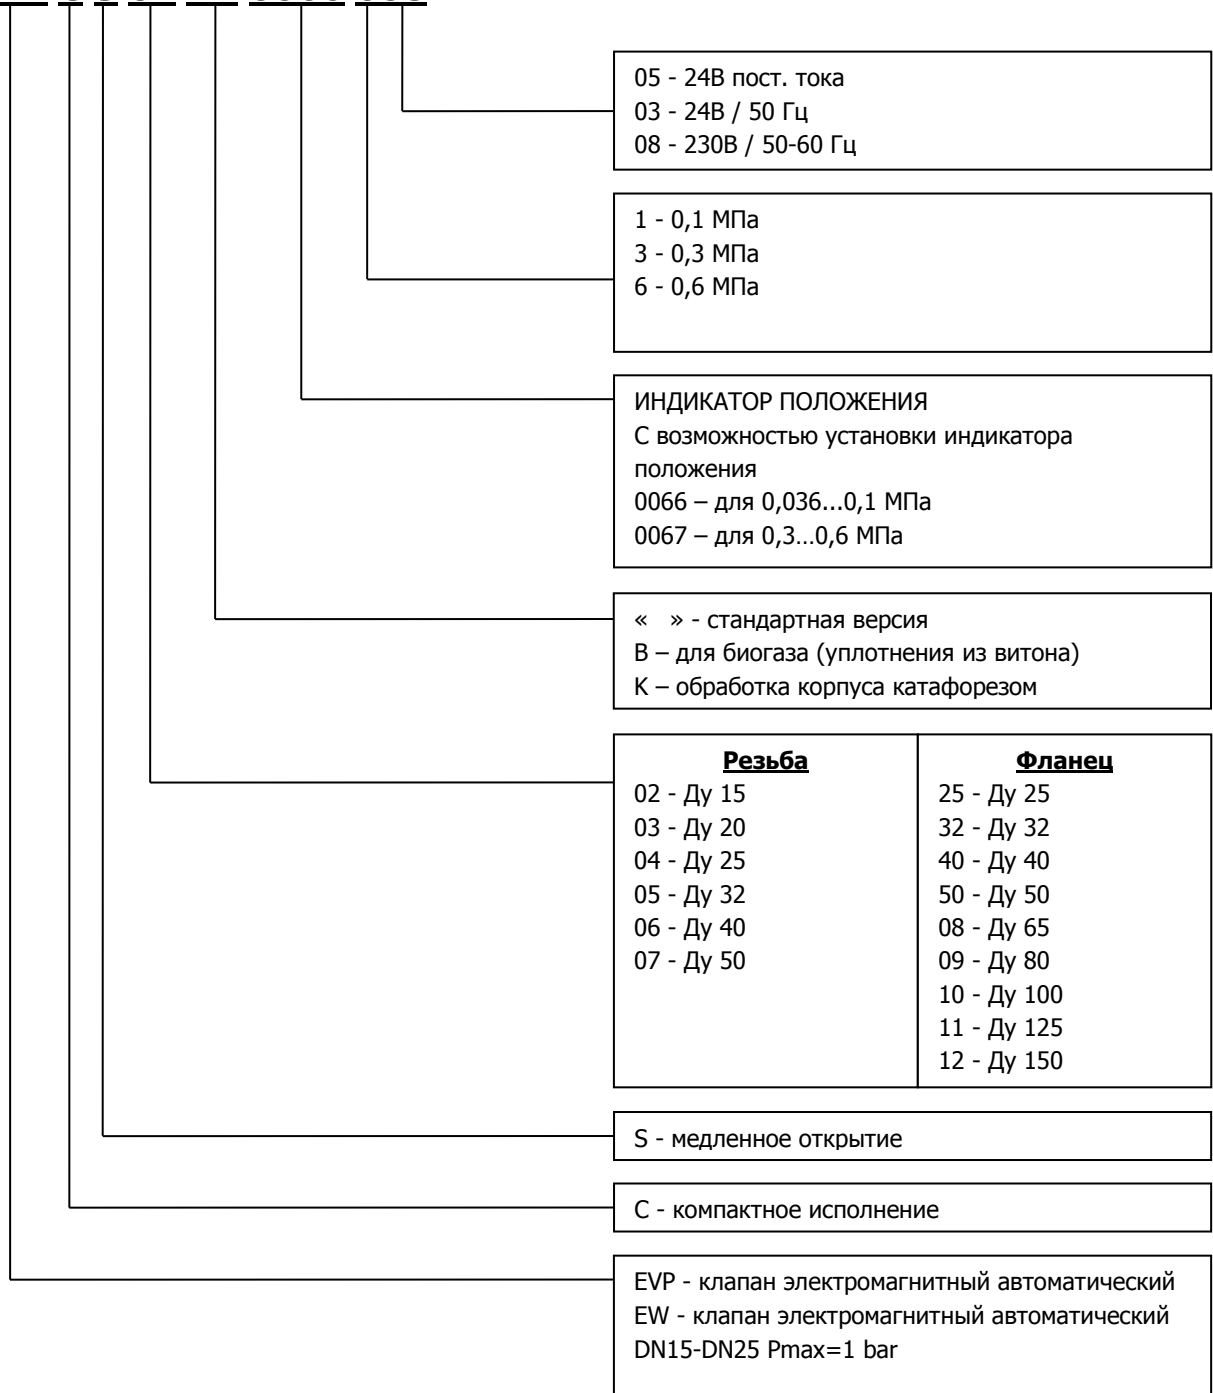 05 - 24В пост. тока
03 - 24В / 50 Гц
08 - 230В / 50-60 Гц
1 - 0,1 МПа
3 - 0,3 МПа
6 - 0,6 МПа
ИНДИКАТОР ПОЛОЖЕНИЯ
С возможностью установки индикатора
положения
0066 – для 0,036...0,1 МПа
0067 – для 0,3…0,6 МПа
«   » - стандартная версия
B – для биогаза (уплотнения из витона)
K – обработка корпуса катафорезом
Резьба
02 - Ду 15
03 - Ду 20
04 - Ду 25
05 - Ду 32
06 - Ду 40
07 - Ду 50
Фланец
25 - Ду 25
32 - Ду 32
40 - Ду 40
50 - Ду 50
08 - Ду 65
09 - Ду 80
10 - Ду 100
11 - Ду 125
12 - Ду 150
S - медленное открытие
C - компактное исполнение
EVP - клапан электромагнитный автоматический
EW - клапан электромагнитный автоматический
DN15-DN25 Pmax=1 bar